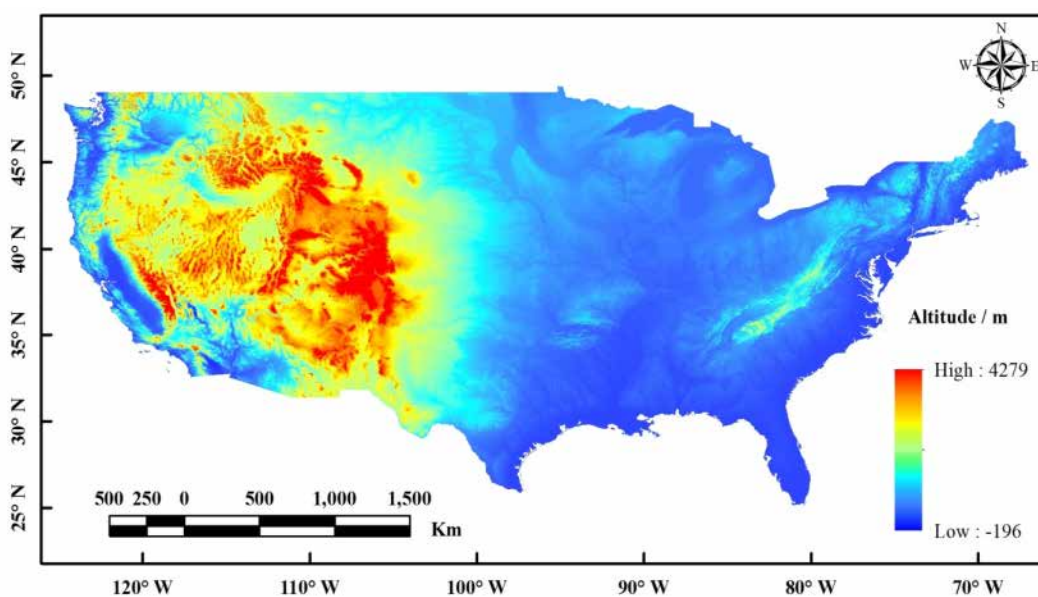 N
W E
S
50° N
45° N
40° N
35° N
30° N
25° N
Altitude / m
High : 4279
Low : -196
500 250 0 500 1,000 1,500
Km
120° W 110° W 100° W 90° W 80° W 70° W